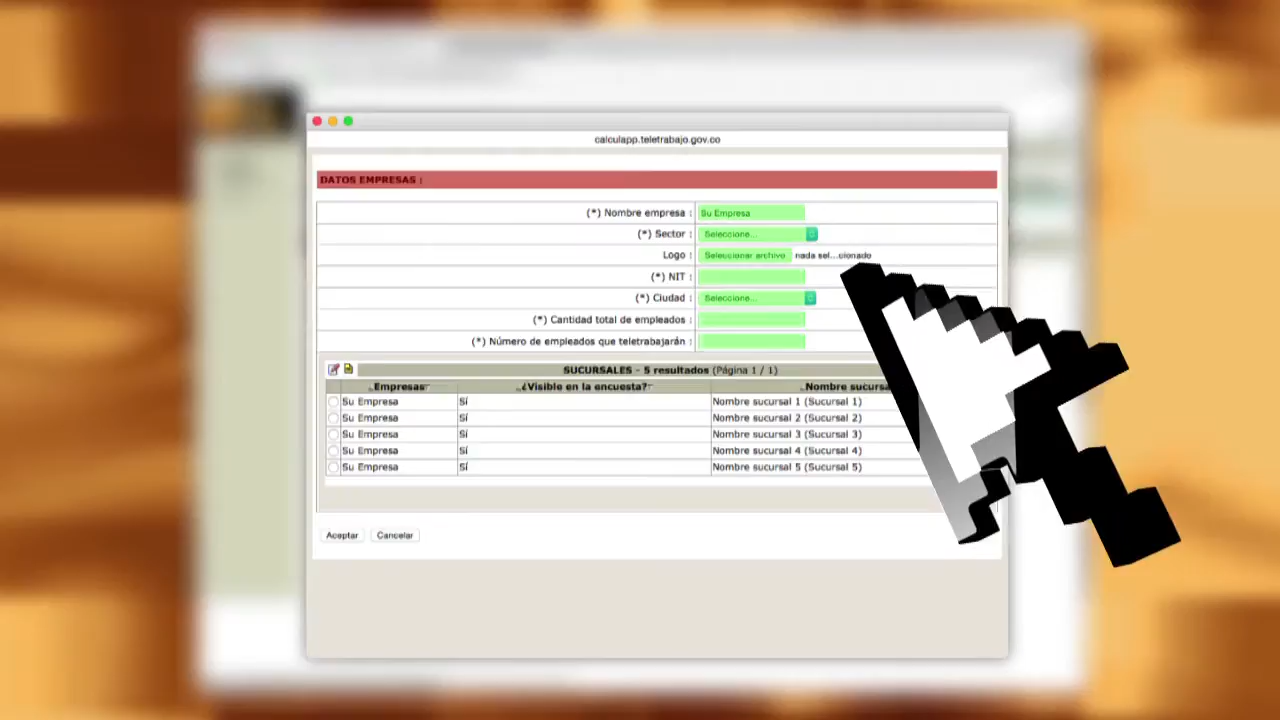 calculapp.teletrabajo.gov.co
DATOS EMPRESAS :
(*) Nombre empresa : Su Empresa
(*) Sector : Seleccione...
Logo : Seleccionar archivo nada sel...cionado
(*) NIT :
(*) Ciudad : Seleccione...
(*) Cantidad total de empleados :
(*) Número de empleados que teletrabajarán :
SUCURSALES - 5 resultados (Página 1 / 1)
Empresas ¿Visible en la encuesta? Nombre
Su Empresa Sí Nombre sucursal 1 (Sucursal 1)
Su Empresa Sí Nombre sucursal 2 (Sucursal 2)
Su Empresa Sí Nombre sucursal 3 (Sucursal 3)
Su Empresa Sí Nombre sucursal 4 (Sucursal 4)
Su Empresa Sí Nombre sucursal 5 (Sucursal 5)
Aceptar Cancelar